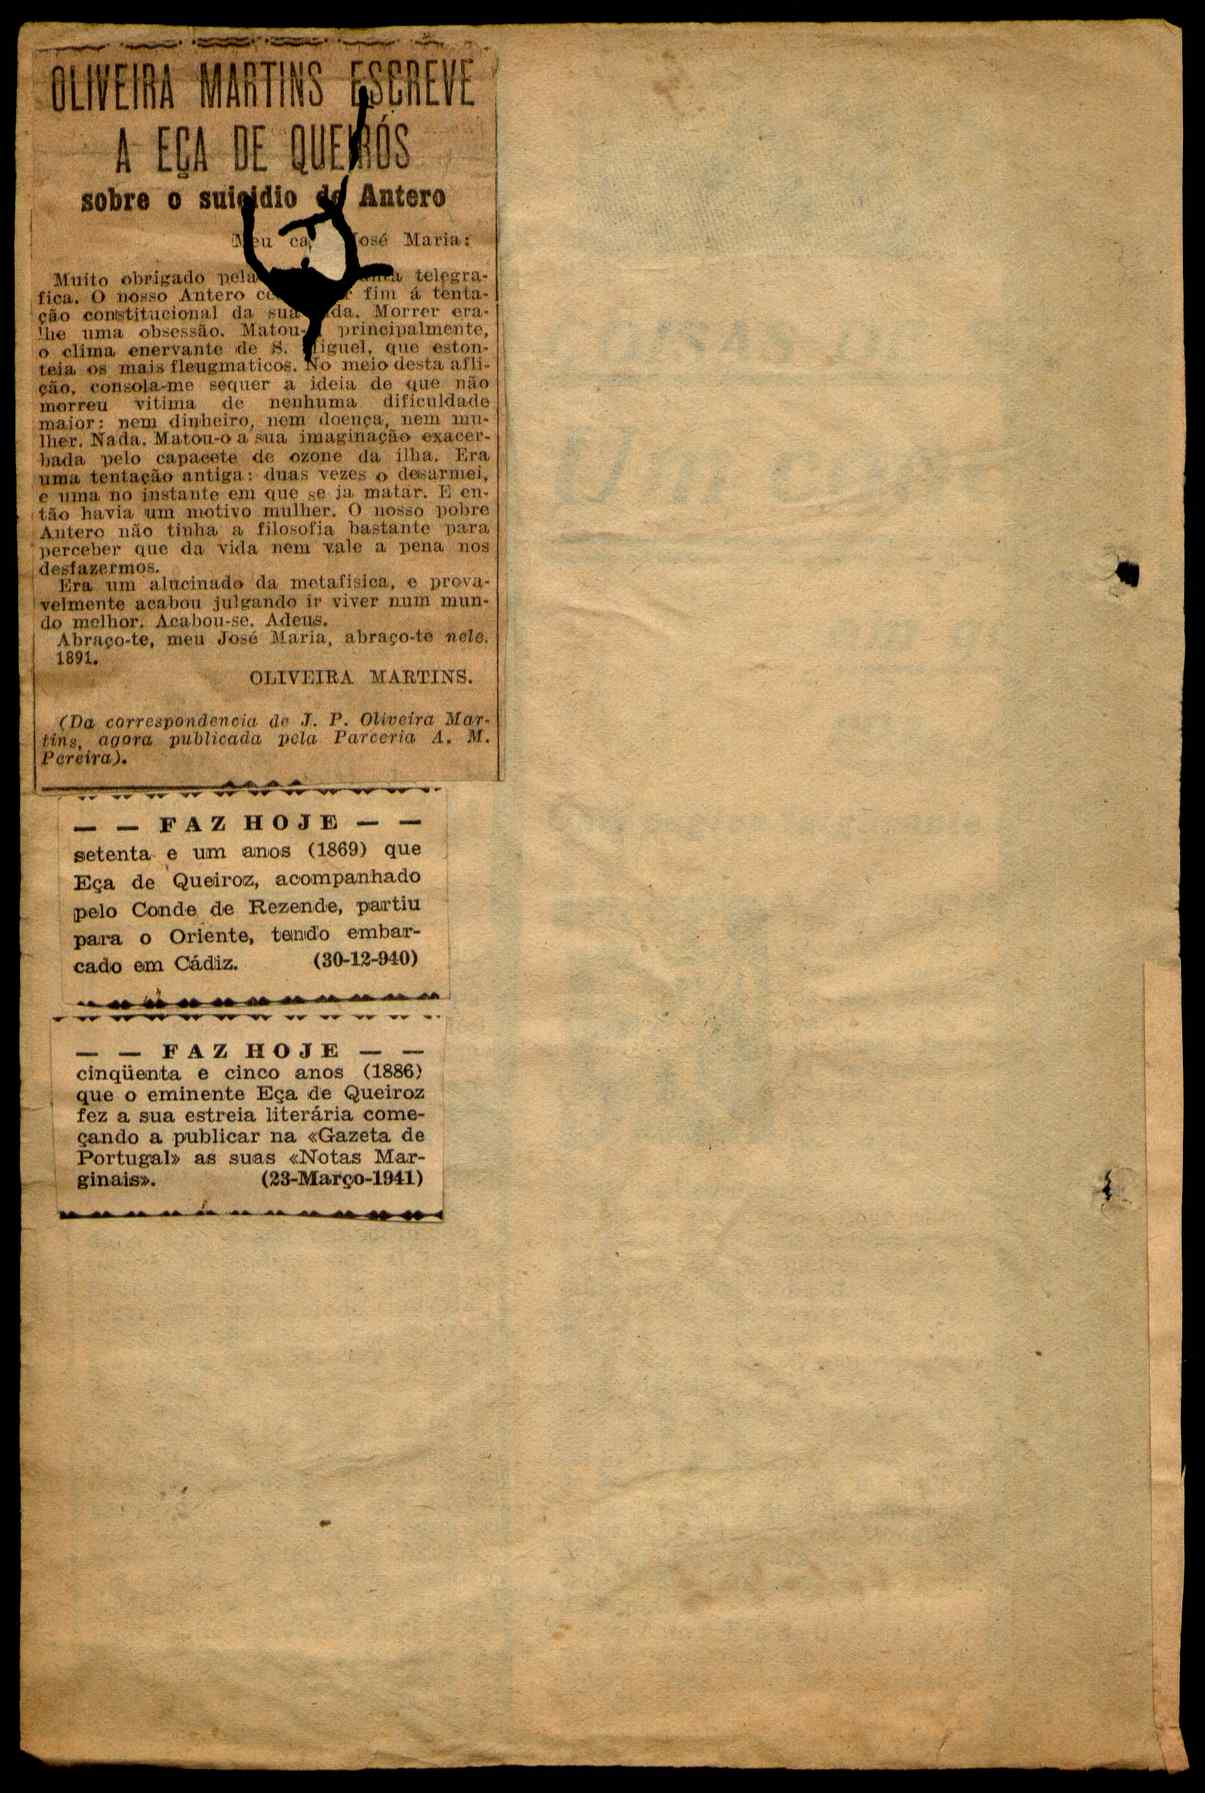 OLIVEIRA MARTINS ESCREVE
A EÇA DE QUEIRÓS
sobre o suicidio de Antero
Meu José Maria:
Muito obrigado pela telegra-
fica. O nosso Antero fim á tenta-
ção constitucional da sua Morrer era-
lhe uma obsessão. principalmente,
o clima enervante de S. Miguel, que eston-
teia os mais fleugmaticos. No meio desta afli-
ção, consola-me sequer a ideia de que não
morreu vitima de nenhuma dificuldade
maior: nem dinheiro, nem doença, nem mu-
lher. Nada. Matou-o a sua imaginação exacer-
bada pelo capacete de ozone da ilha. Era
uma tentação antiga: duas vezes o desarmei,
e uma no instante em que se ja matar. E en-
tão havia um motivo mulher. O nosso pobre
Antero não tinha a filosofia bastante para
perceber que da vida nem vale a pena nos
desfazermos.
Era um alucinado da metafisica, e prova-
velmente acabou julgando ir viver num mun-
do melhor. Acabou-se. Adeus.
Abraço-te, meu José Maria, abraço-te nele.
1891.
OLIVEIRA MARTINS.
(Da correspondencia de J. P. Oliveira Mar-
tins, agora publicada pela Parceria A. M.
Pereira).
— — FAZ HOJE — —
setenta e um anos (1869) que
Eça de Queiroz, acompanhado
pelo Conde de Rezende, partiu
para o Oriente, tendo embar-
cado em Cádiz. (30-12-940)
— — FAZ HOJE — —
cinqüenta e cinco anos (1886)
que o eminente Eça de Queiroz
fez a sua estreia literária come-
çando a publicar na «Gazeta de
Portugal» as suas «Notas Mar-
ginais». (23-Março-1941)